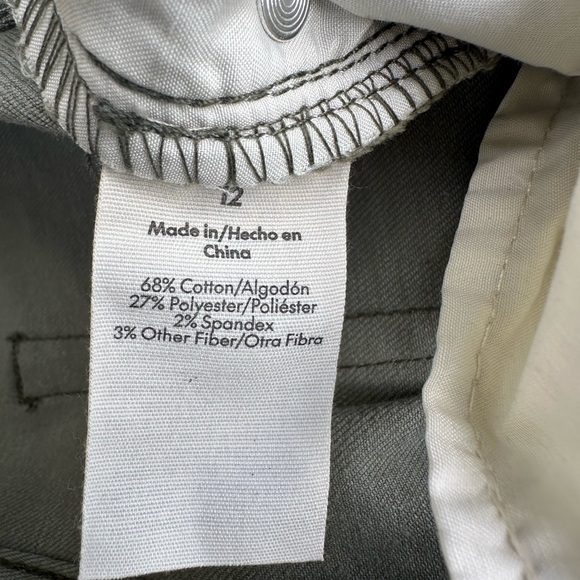 12
Made in/Hecho en
China
68% Cotton/Algodón
27% Polyester/Poliéster
2% Spandex
3% Other Fiber/Otra Fibra